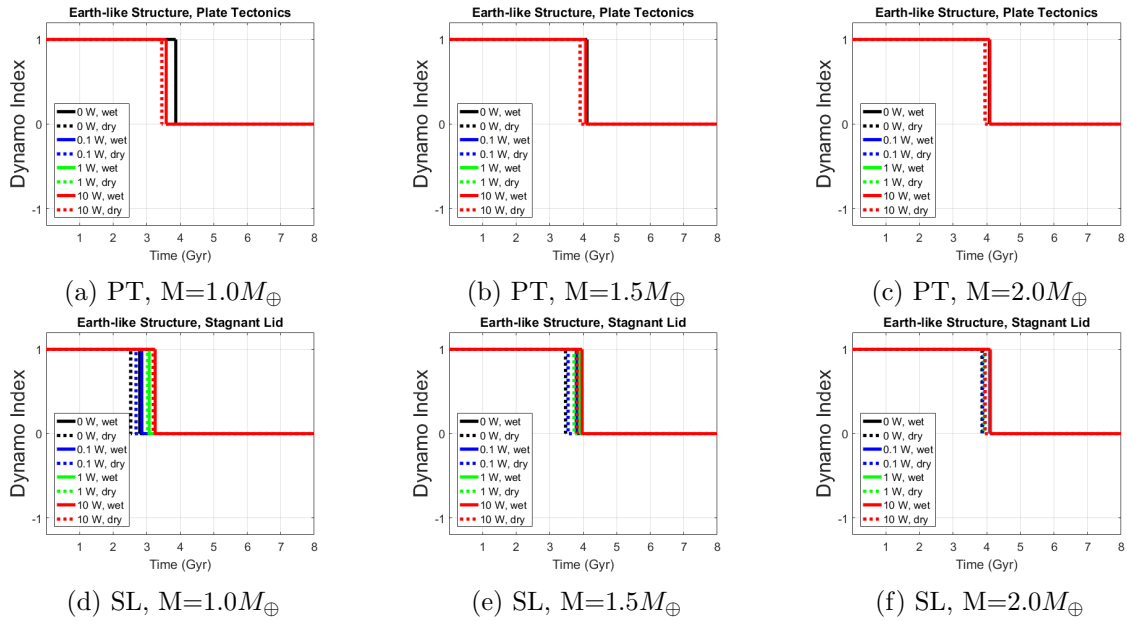 Earth-like Structure, Plate Tectonics
Dynamo Index
1
0
-1
0 W, wet
0 W, dry
0.1 W, wet
0.1 W, dry
1 W, wet
1 W, dry
10 W, wet
10 W, dry
1 2 3 4 5 6 7 8
Time (Gyr)
(a) PT, M=1.0M⊕
Earth-like Structure, Plate Tectonics
Dynamo Index
1
0
-1
0 W, wet
0 W, dry
0.1 W, wet
0.1 W, dry
1 W, wet
1 W, dry
10 W, wet
10 W, dry
1 2 3 4 5 6 7 8
Time (Gyr)
(b) PT, M=1.5M⊕
Earth-like Structure, Plate Tectonics
Dynamo Index
1
0
-1
0 W, wet
0 W, dry
0.1 W, wet
0.1 W, dry
1 W, wet
1 W, dry
10 W, wet
10 W, dry
1 2 3 4 5 6 7 8
Time (Gyr)
(c) PT, M=2.0M⊕
Earth-like Structure, Stagnant Lid
Dynamo Index
1
0
-1
0 W, wet
0 W, dry
0.1 W, wet
0.1 W, dry
1 W, wet
1 W, dry
10 W, wet
10 W, dry
1 2 3 4 5 6 7 8
Time (Gyr)
(d) SL, M=1.0M⊕
Earth-like Structure, Stagnant Lid
Dynamo Index
1
0
-1
0 W, wet
0 W, dry
0.1 W, wet
0.1 W, dry
1 W, wet
1 W, dry
10 W, wet
10 W, dry
1 2 3 4 5 6 7 8
Time (Gyr)
(e) SL, M=1.5M⊕
Earth-like Structure, Stagnant Lid
Dynamo Index
1
0
-1
0 W, wet
0 W, dry
0.1 W, wet
0.1 W, dry
1 W, wet
1 W, dry
10 W, wet
10 W, dry
1 2 3 4 5 6 7 8
Time (Gyr)
(f) SL, M=2.0M⊕